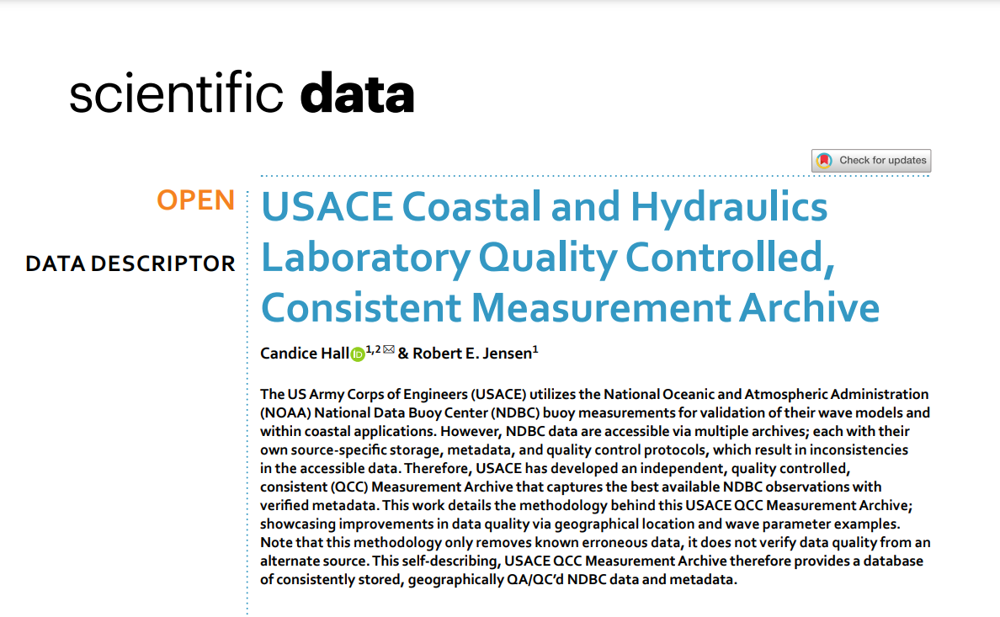 scientific data
Check for updates
OPEN
DATA DESCRIPTOR
USACE Coastal and Hydraulics
Laboratory Quality Controlled,
Consistent Measurement Archive
Candice Hall iD 1,2 ✉ & Robert E. Jensen1
The US Army Corps of Engineers (USACE) utilizes the National Oceanic and Atmospheric Administration
(NOAA) National Data Buoy Center (NDBC) buoy measurements for validation of their wave models and
within coastal applications. However, NDBC data are accessible via multiple archives; each with their
own source-specific storage, metadata, and quality control protocols, which result in inconsistencies
in the accessible data. Therefore, USACE has developed an independent, quality controlled,
consistent (QCC) Measurement Archive that captures the best available NDBC observations with
verified metadata. This work details the methodology behind this USACE QCC Measurement Archive;
showcasing improvements in data quality via geographical location and wave parameter examples.
Note that this methodology only removes known erroneous data, it does not verify data quality from an
alternate source. This self-describing, USACE QCC Measurement Archive therefore provides a database
of consistently stored, geographically QA/QC'd NDBC data and metadata.